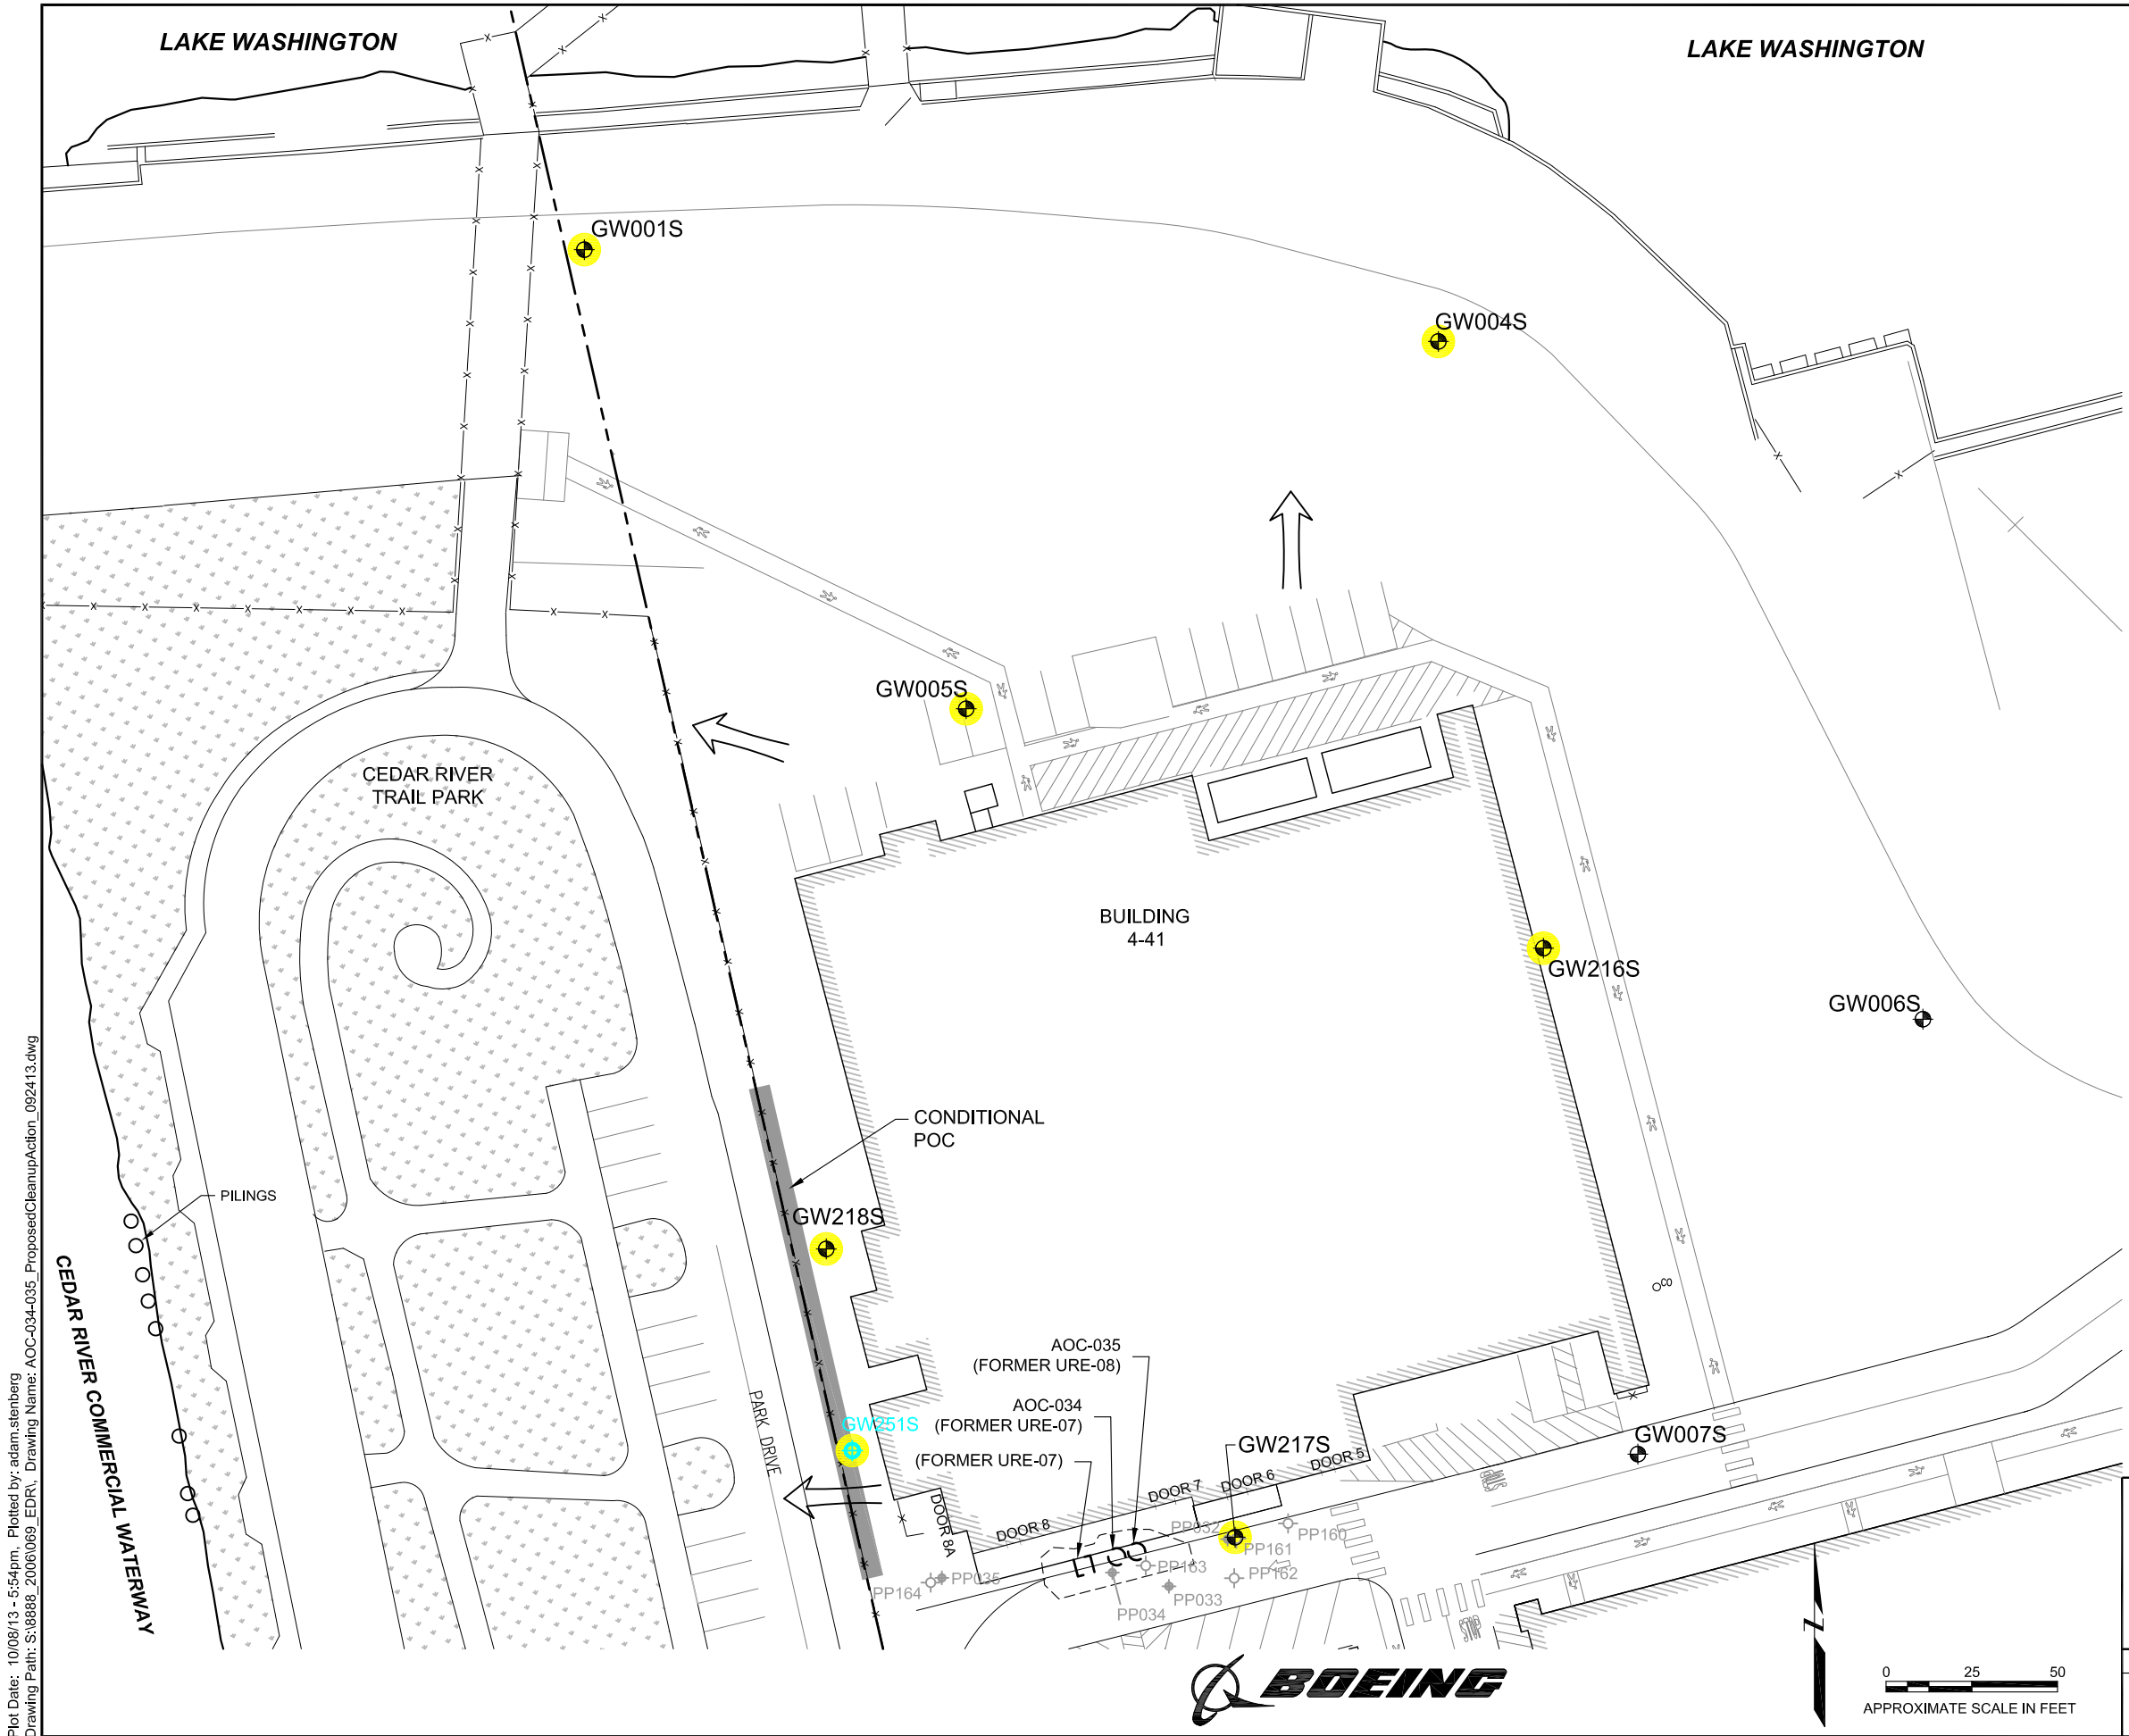 LAKE WASHINGTON
LAKE WASHINGTON
GW001S
GW004S
GW005S
CEDAR RIVER
TRAIL PARK
BUILDING
4-41
GW216S
GW006S
CONDITIONAL
POC
PILINGS
GW218S
CEDAR RIVER COMMERCIAL WATERWAY
PARK DRIVE
AOC-035
(FORMER URE-08)
AOC-034
(FORMER URE-07)
(FORMER URE-07)
GW251S
GW217S
GW007S
DOOR 5
DOOR 6
DOOR 7
DOOR 8
DOOR 8A
PP032
PP160
PP161
PP163
PP162
PP164
PP035
PP033
PP034
STOP
BOEING
N
0 25 50
APPROXIMATE SCALE IN FEET
Plot Date: 10/08/13 - 5:54pm, Plotted by: adam.stenberg
Drawing Path: S:\8888_2006\069_EDR\, Drawing Name: AOC-034-035_ProposedCleanupAction_092413.dwg